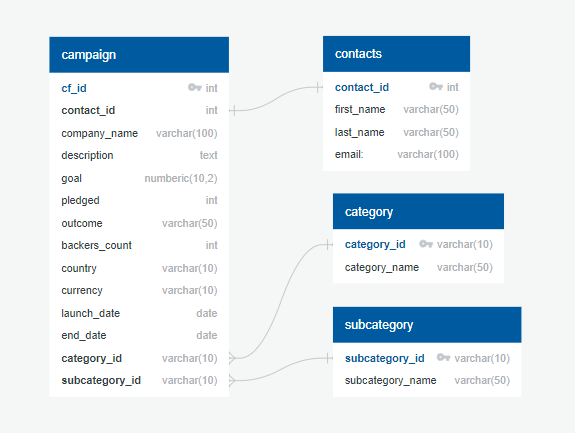 campaign
cf_id int
contact_id int
company_name varchar(100)
description text
goal numberic(10,2)
pledged int
outcome varchar(50)
backers_count int
country varchar(10)
currency varchar(10)
launch_date date
end_date date
category_id varchar(10)
subcategory_id varchar(10)
contacts
contact_id int
first_name varchar(50)
last_name varchar(50)
email: varchar(100)
category
category_id varchar(10)
category_name varchar(50)
subcategory
subcategory_id varchar(10)
subcategory_name varchar(50)